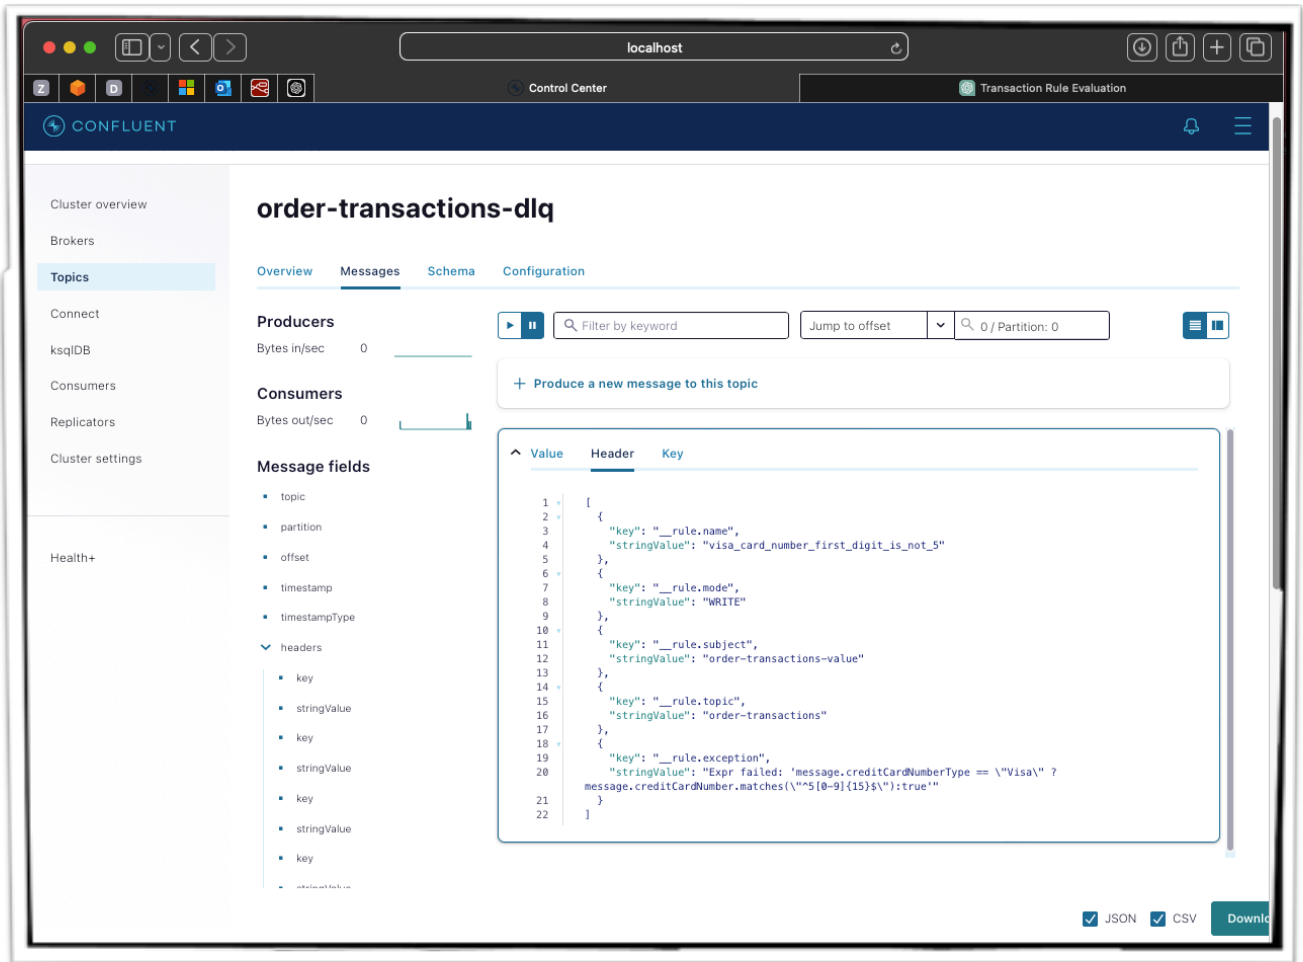 localhost
Z
D
Control Center
Transaction Rule Evaluation
CONFLUENT
Cluster overview
Brokers
Topics
Connect
ksqlDB
Consumers
Replicators
Cluster settings
Health+
order-transactions-dlq
Overview Messages Schema Configuration
Producers
Bytes in/sec 0
Consumers
Bytes out/sec 0
Message fields
topic
partition
offset
timestamp
timestampType
headers
key
stringValue
key
stringValue
key
stringValue
key
stringValue
Filter by keyword
Jump to offset
0 / Partition: 0
+ Produce a new message to this topic
Value Header Key
1 [
2 {
3 "key": "__rule.name",
4 "stringValue": "visa_card_number_first_digit_is_not_5"
5 },
6 {
7 "key": "__rule.mode",
8 "stringValue": "WRITE"
9 },
10 {
11 "key": "__rule.subject",
12 "stringValue": "order-transactions-value"
13 },
14 {
15 "key": "__rule.topic",
16 "stringValue": "order-transactions"
17 },
18 {
19 "key": "__rule.exception",
20 "stringValue": "Expr failed: 'message.creditCardNumberType == \"Visa\" ?
message.creditCardNumber.matches(\"^5[0-9]{15}$\"):true'"
21 }
22 ]
JSON CSV Downlo